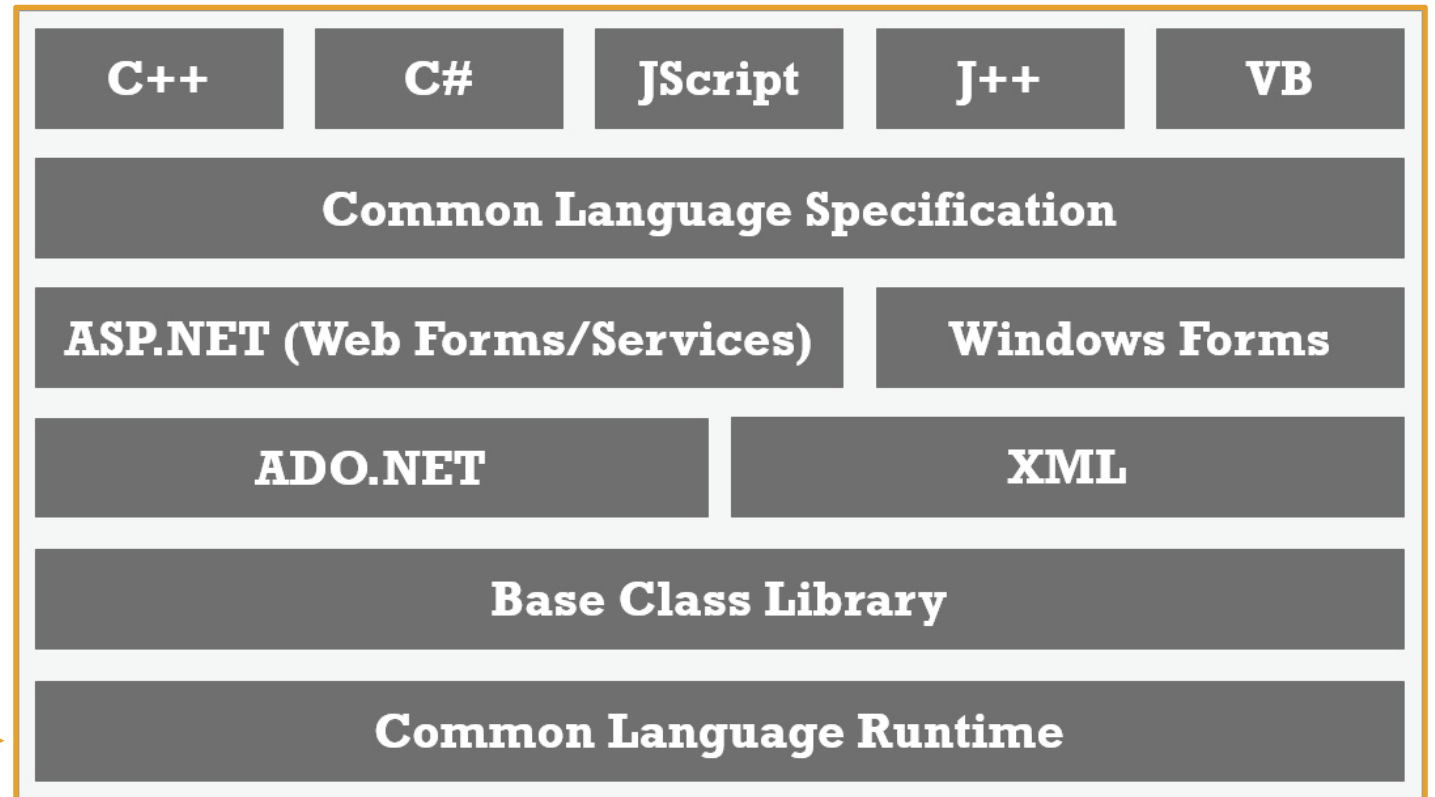 C++
C#
JScript
J++
VB
Common Language Specification
ASP.NET (Web Forms/Services)
Windows Forms
ADO.NET
XML
Base Class Library
Common Language Runtime